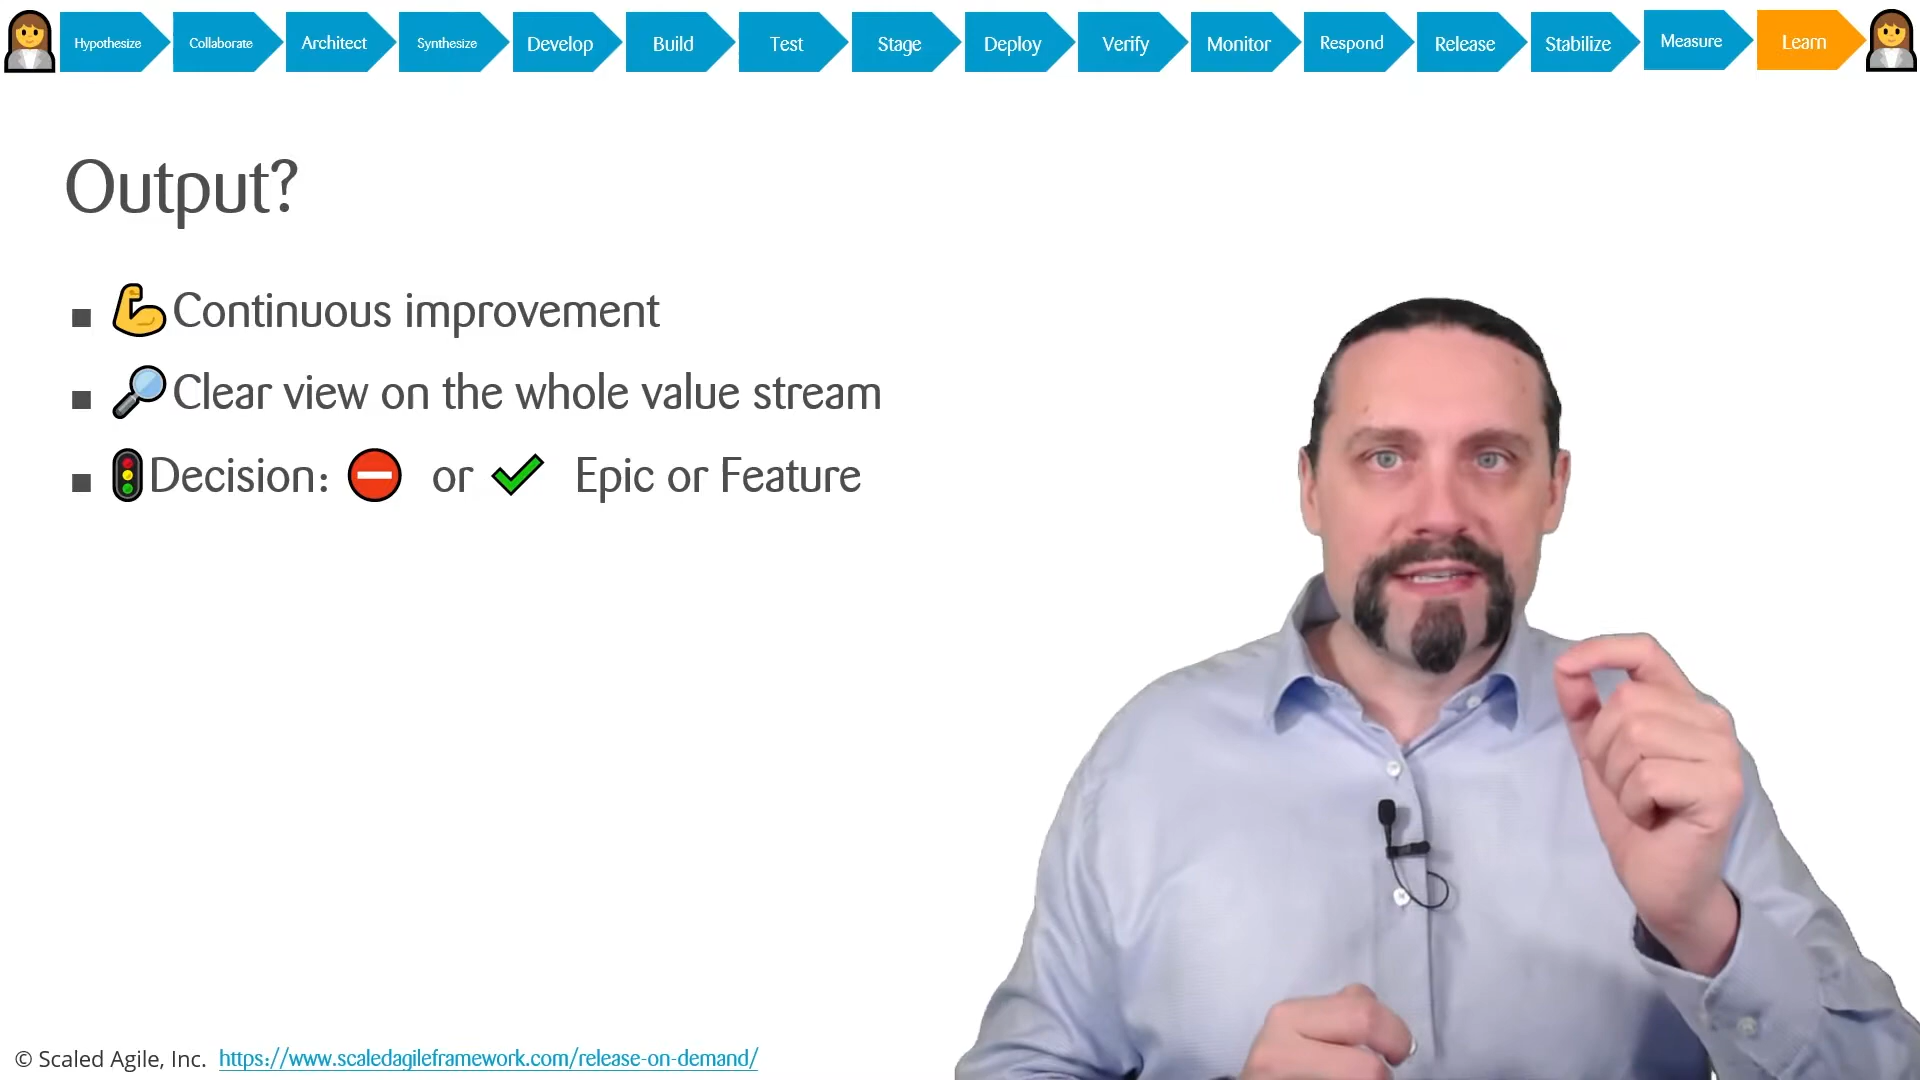 Hypothesize Collaborate Architect Synthesize Develop Build Test Stage Deploy Verify Monitor Respond Release Stabilize Measure Learn
Output?
Continuous improvement
Clear view on the whole value stream
Decision: or Epic or Feature
© Scaled Agile, Inc. https://www.scaledagileframework.com/release-on-demand/